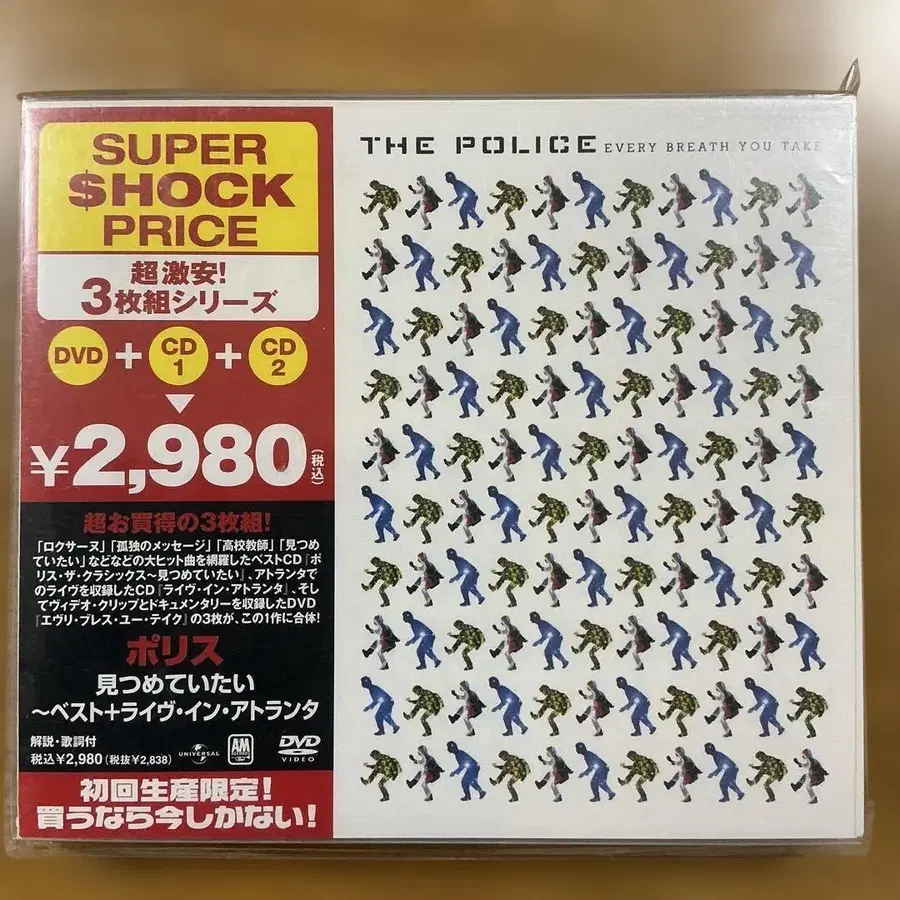 SUPER
$HOCK
PRICE
超激安!
3枚組シリーズ
DVD + CD 1 + CD 2
¥2,980(税込)
超お買得の3枚組!
「ロクサーヌ」「孤独のメッセージ」「高校教師」「見つめ
ていたい」などなどの大ヒット曲を網羅したベストCD『ポ
リス・ザ・クラシックス～見つめていたい』、アトランタで
のライヴを収録したCD『ライヴ・イン・アトランタ』、そし
てヴィデオ・クリップとドキュメンタリーを収録したDVD
『エヴリ・ブレス・ユー・テイク』の3枚が、この1作に合体!
ポリス
見つめていたい
～ベスト+ライヴ・イン・アトランタ
解説・歌詞付
税込¥2,980(税抜¥2,838)
UNIVERSAL
A&M
RECORDS
DVD
VIDEO
初回生産限定!
買うなら今しかない!
THE POLICE EVERY BREATH YOU TAKE